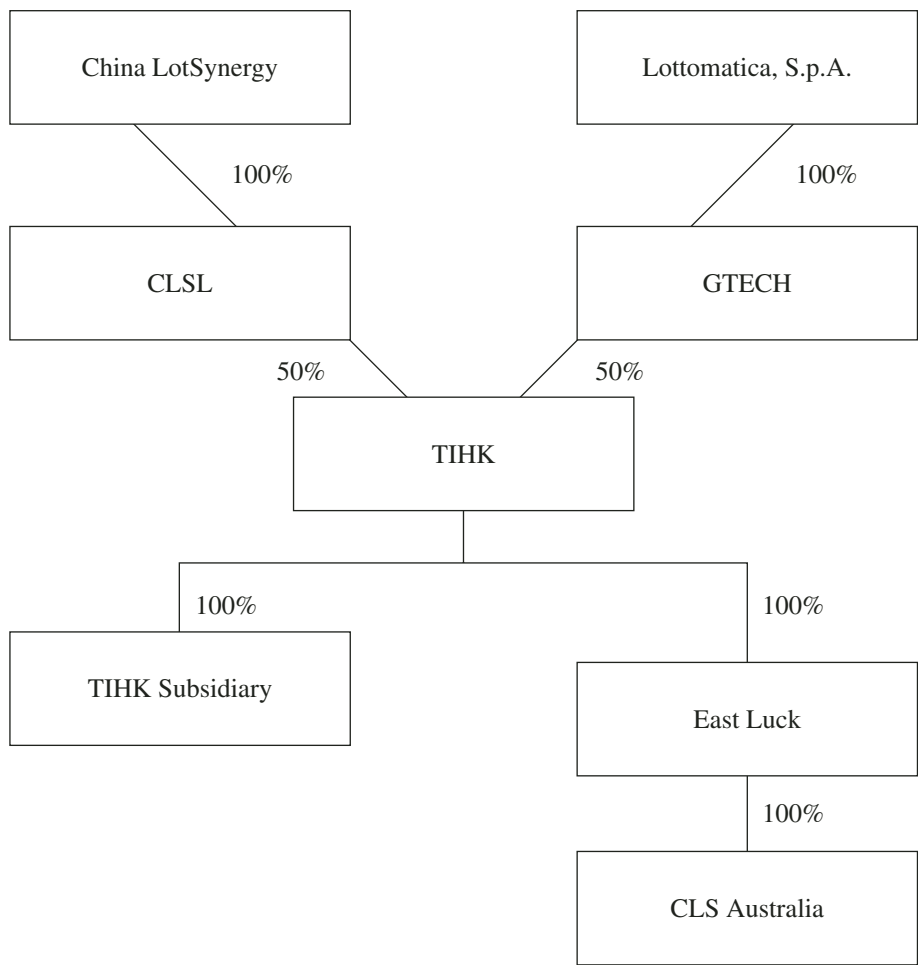 China LotSynergy
Lottomatica, S.p.A.
100%
100%
CLSL
GTECH
50%
50%
TIHK
100%
100%
TIHK Subsidiary
East Luck
100%
CLS Australia